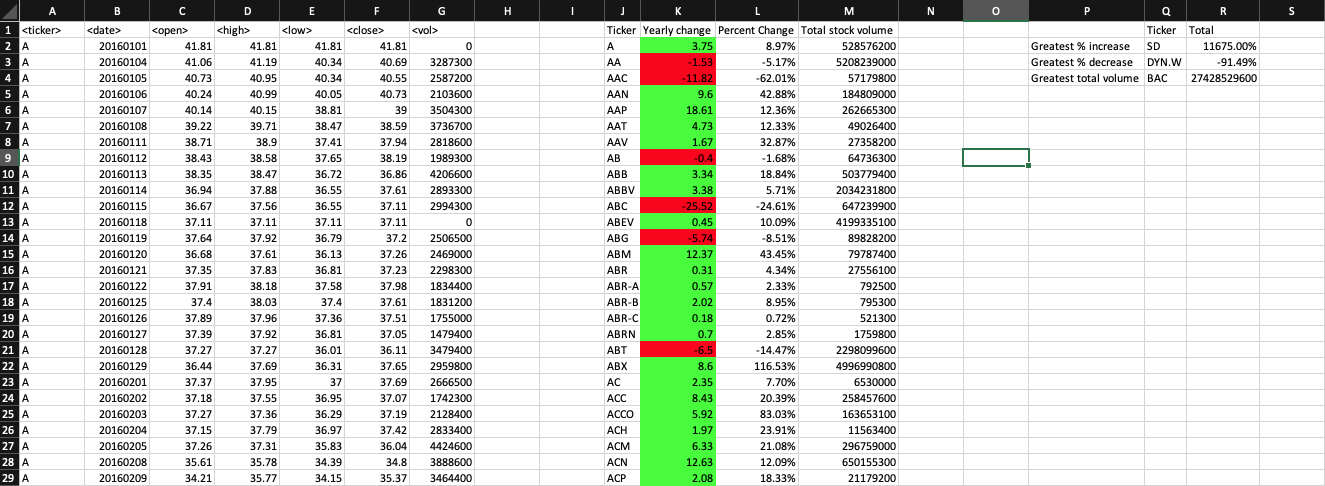 A B C D E F G H I J K L M N O P Q R S
1 <ticker> <date> <open> <high> <low> <close> <vol> Ticker Yearly change Percent Change Total stock volume Ticker Total
2 A 20160101 41.81 41.81 41.81 41.81 0 A 3.75 8.97% 528576200 Greatest % increase SD 11675.00%
3 A 20160104 41.06 41.19 40.34 40.69 3287300 AA -1.53 -5.17% 5208239000 Greatest % decrease DYN.W -91.49%
4 A 20160105 40.73 40.95 40.34 40.55 2587200 AAC -11.82 -62.01% 57179800 Greatest total volume BAC 27428529600
5 A 20160106 40.24 40.99 40.05 40.73 2103600 AAN 9.6 42.88% 184809000
6 A 20160107 40.14 40.15 38.81 39 3504300 AAP 18.61 12.36% 262665300
7 A 20160108 39.22 39.71 38.47 38.59 3736700 AAT 4.73 12.33% 49026400
8 A 20160111 38.71 38.9 37.41 37.94 2818600 AAV 1.67 32.87% 27358200
9 A 20160112 38.43 38.58 37.65 38.19 1989300 AB -0.4 -1.68% 64736300
10 A 20160113 38.35 38.47 36.72 36.86 4206600 ABB 3.34 18.84% 503779400
11 A 20160114 36.94 37.88 36.55 37.61 2893300 ABBV 3.38 5.71% 2034231800
12 A 20160115 36.67 37.56 36.55 37.11 2994300 ABC -25.52 -24.61% 647239900
13 A 20160118 37.11 37.11 37.11 37.11 0 ABEV 0.45 10.09% 4199335100
14 A 20160119 37.64 37.92 36.79 37.2 2506500 ABG -5.74 -8.51% 89828200
15 A 20160120 36.68 37.61 36.13 37.26 2469000 ABM 12.37 43.45% 79787400
16 A 20160121 37.35 37.83 36.81 37.23 2298300 ABR 0.31 4.34% 27556100
17 A 20160122 37.91 38.18 37.58 37.98 1834400 ABR-A 0.57 2.33% 792500
18 A 20160125 37.4 38.03 37.4 37.61 1831200 ABR-B 2.02 8.95% 795300
19 A 20160126 37.89 37.96 37.36 37.51 1755000 ABR-C 0.18 0.72% 521300
20 A 20160127 37.39 37.92 36.81 37.05 1479400 ABRN 0.7 2.85% 1759800
21 A 20160128 37.27 37.27 36.01 36.11 3479400 ABT -6.5 -14.47% 2298099600
22 A 20160129 36.44 37.69 36.31 37.65 2959800 ABX 8.6 116.53% 4996990800
23 A 20160201 37.37 37.95 37 37.69 2666500 AC 2.35 7.70% 6530000
24 A 20160202 37.18 37.55 36.95 37.07 1742300 ACC 8.43 20.39% 258457600
25 A 20160203 37.27 37.36 36.29 37.19 2128400 ACCO 5.92 83.03% 163653100
26 A 20160204 37.15 37.79 36.97 37.42 2833400 ACH 1.97 23.91% 11563400
27 A 20160205 37.26 37.31 35.83 36.04 4424600 ACM 6.33 21.08% 296759000
28 A 20160208 35.61 35.78 34.39 34.8 3888600 ACN 12.63 12.09% 650155300
29 A 20160209 34.21 35.77 34.15 35.37 3464400 ACP 2.08 18.33% 21179200